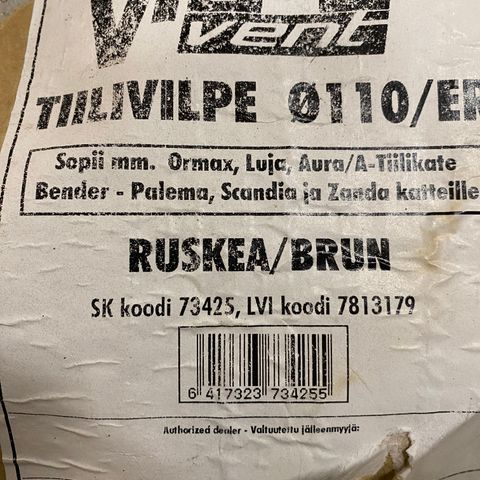 vent
TIILIVILPE Ø110/ER
Sopii mm. Ormax, Luja, Aura/A-Tiilikate
Bender - Palema, Scandia ja Zanda katteille
RUSKEA/BRUN
SK koodi 73425, LVI koodi 7813179
6 417323 734255
Authorized dealer - Valtuutettu jälleenmyyjä: